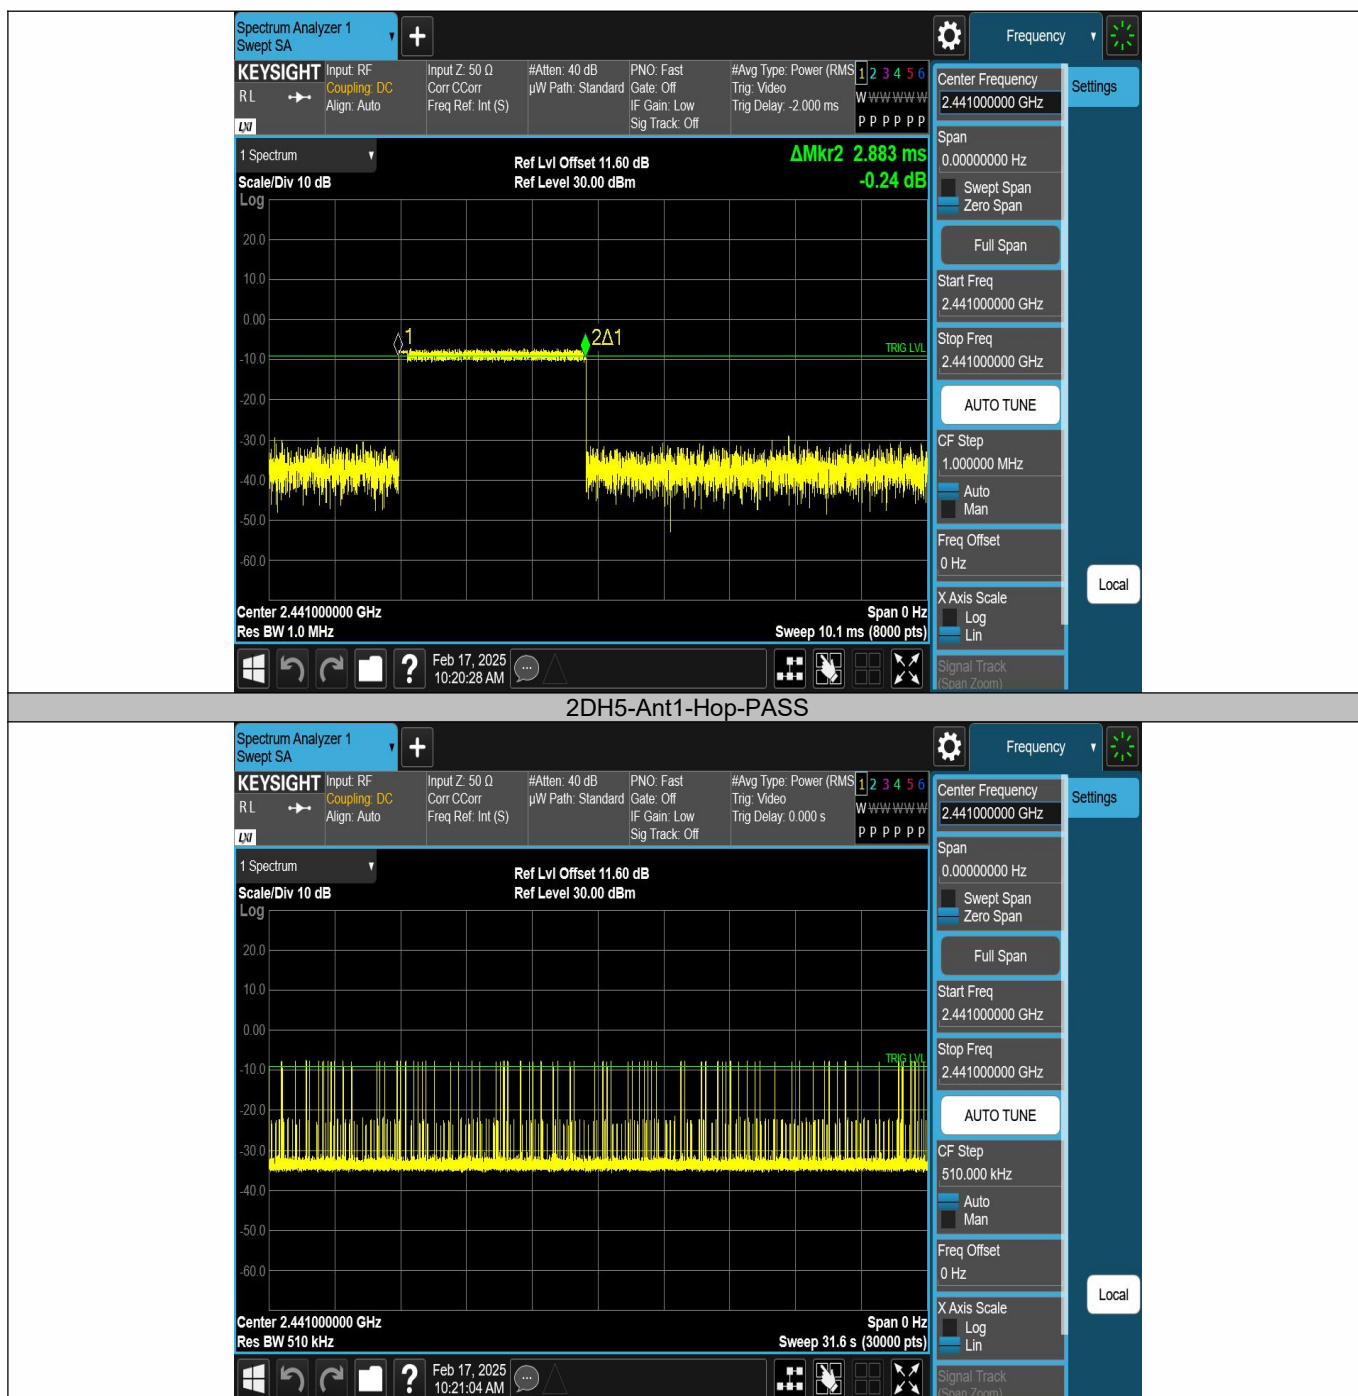 Spectrum Analyzer 1
Swept SA
Frequency
KEYSIGHT
R L
LXI
Input: RF
Coupling: DC
Align: Auto
Input Z: 50 Ω
Corr CCorr
Freq Ref: Int (S)
#Atten: 40 dB
µW Path: Standard
PNO: Fast
Gate: Off
IF Gain: Low
Sig Track: Off
#Avg Type: Power (RMS
Trig: Video
Trig Delay: -2.000 ms
1 2 3 4 5 6
W W W W W W
P P P P P P
Center Frequency
2.441000000 GHz
Settings
1 Spectrum
Scale/Div 10 dB
Ref Lvl Offset 11.60 dB
Ref Level 30.00 dBm
ΔMkr2 2.883 ms
-0.24 dB
Span
0.00000000 Hz
Swept Span
Zero Span
Log
20.0
10.0
0.00
-10.0
-20.0
-30.0
-40.0
-50.0
-60.0
1
2Δ1
TRIG LVL
Full Span
Start Freq
2.441000000 GHz
Stop Freq
2.441000000 GHz
AUTO TUNE
CF Step
1.000000 MHz
Auto
Man
Freq Offset
0 Hz
Local
X Axis Scale
Log
Lin
Signal Track
(Span Zoom)
Center 2.441000000 GHz
Res BW 1.0 MHz
Span 0 Hz
Sweep 10.1 ms (8000 pts)
?
Feb 17, 2025
10:20:28 AM
2DH5-Ant1-Hop-PASS
Spectrum Analyzer 1
Swept SA
Frequency
KEYSIGHT
R L
LXI
Input: RF
Coupling: DC
Align: Auto
Input Z: 50 Ω
Corr CCorr
Freq Ref: Int (S)
#Atten: 40 dB
µW Path: Standard
PNO: Fast
Gate: Off
IF Gain: Low
Sig Track: Off
#Avg Type: Power (RMS
Trig: Video
Trig Delay: 0.000 s
1 2 3 4 5 6
W W W W W W
P P P P P P
Center Frequency
2.441000000 GHz
Settings
1 Spectrum
Scale/Div 10 dB
Ref Lvl Offset 11.60 dB
Ref Level 30.00 dBm
Span
0.00000000 Hz
Swept Span
Zero Span
Log
20.0
10.0
0.00
-10.0
-20.0
-30.0
-40.0
-50.0
-60.0
TRIG LVL
Full Span
Start Freq
2.441000000 GHz
Stop Freq
2.441000000 GHz
AUTO TUNE
CF Step
510.000 kHz
Auto
Man
Freq Offset
0 Hz
Local
X Axis Scale
Log
Lin
Signal Track
(Span Zoom)
Center 2.441000000 GHz
Res BW 510 kHz
Span 0 Hz
Sweep 31.6 s (30000 pts)
?
Feb 17, 2025
10:21:04 AM